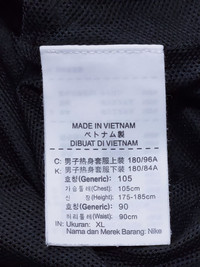 MADE IN VIETNAM
ベトナム製
DIBUAT DI VIETNAM
C: 男子热身套服上装 180/96A
K: 男子热身套服下装 180/84A
호칭(Generic): 105
가슴둘레(Chest): 105cm
신장(Height): 175-185cm
호칭(Generic): 90
허리둘레(Waist): 90cm
IN: Ukuran: XL
Nama dan Merek Barang: Nike